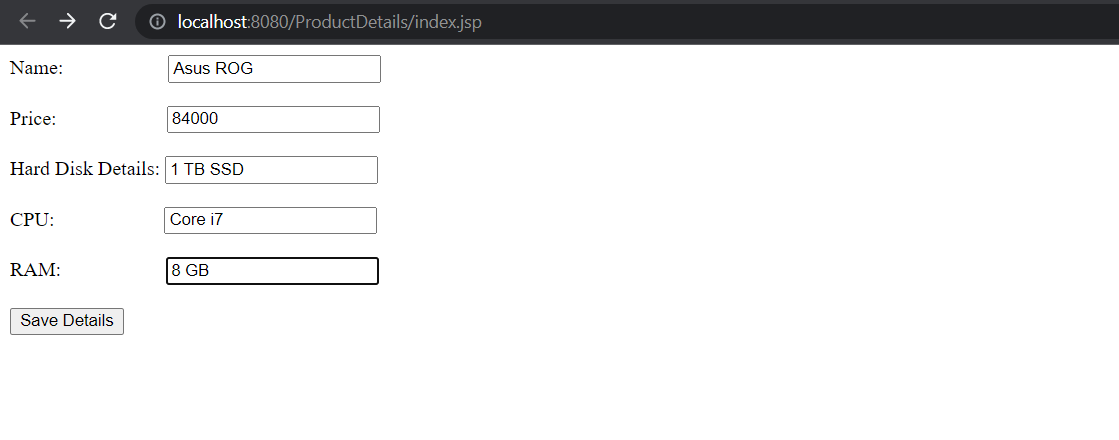 localhost:8080/ProductDetails/index.jsp
Name: Asus ROG
Price: 84000
Hard Disk Details: 1 TB SSD
CPU: Core i7
RAM: 8 GB
Save Details